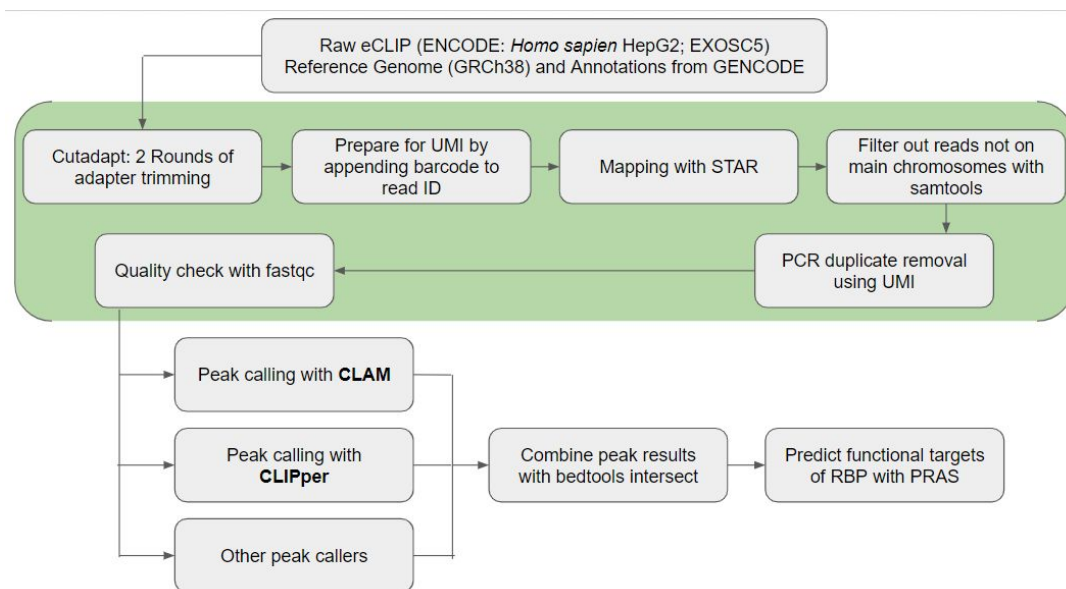 Raw eCLIP (ENCODE: Homo sapien HepG2; EXOSC5)
Reference Genome (GRCh38) and Annotations from GENCODE
Cutadapt: 2 Rounds of
adapter trimming
Prepare for UMI by
appending barcode to
read ID
Mapping with STAR
Filter out reads not on
main chromosomes with
samtools
PCR duplicate removal
using UMI
Quality check with fastqc
Peak calling with CLAM
Peak calling with
CLIPper
Other peak callers
Combine peak results
with bedtools intersect
Predict functional targets
of RBP with PRAS